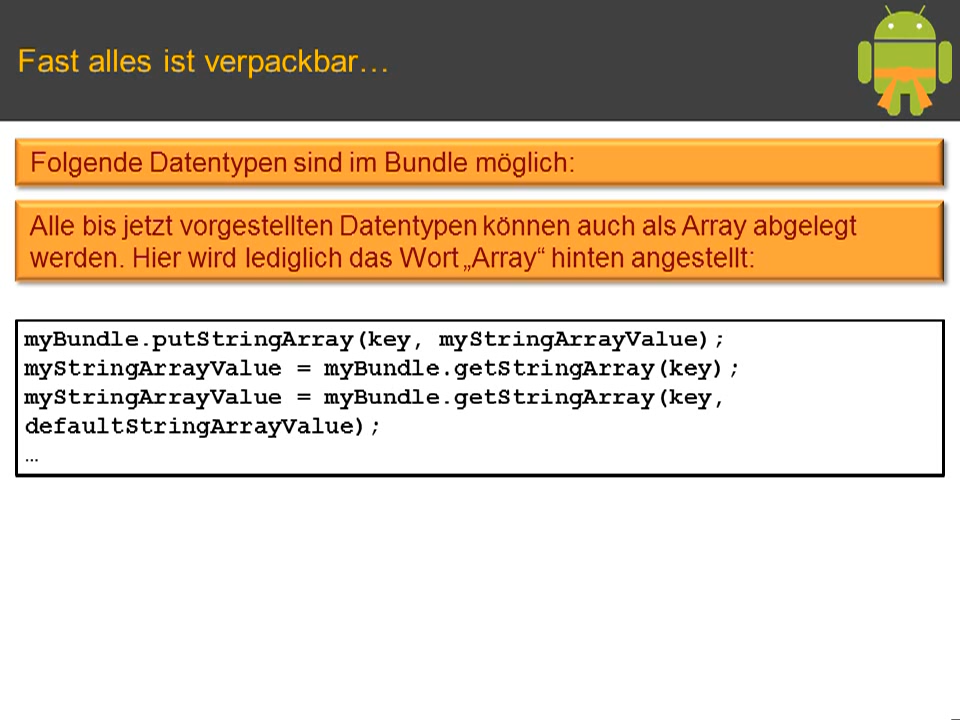 Fast alles ist verpackbar…
Folgende Datentypen sind im Bundle möglich:
Alle bis jetzt vorgestellten Datentypen können auch als Array abgelegt
werden. Hier wird lediglich das Wort „Array“ hinten angestellt:
myBundle.putStringArray(key, myStringArrayValue);
myStringArrayValue = myBundle.getStringArray(key);
myStringArrayValue = myBundle.getStringArray(key,
defaultStringArrayValue);
…